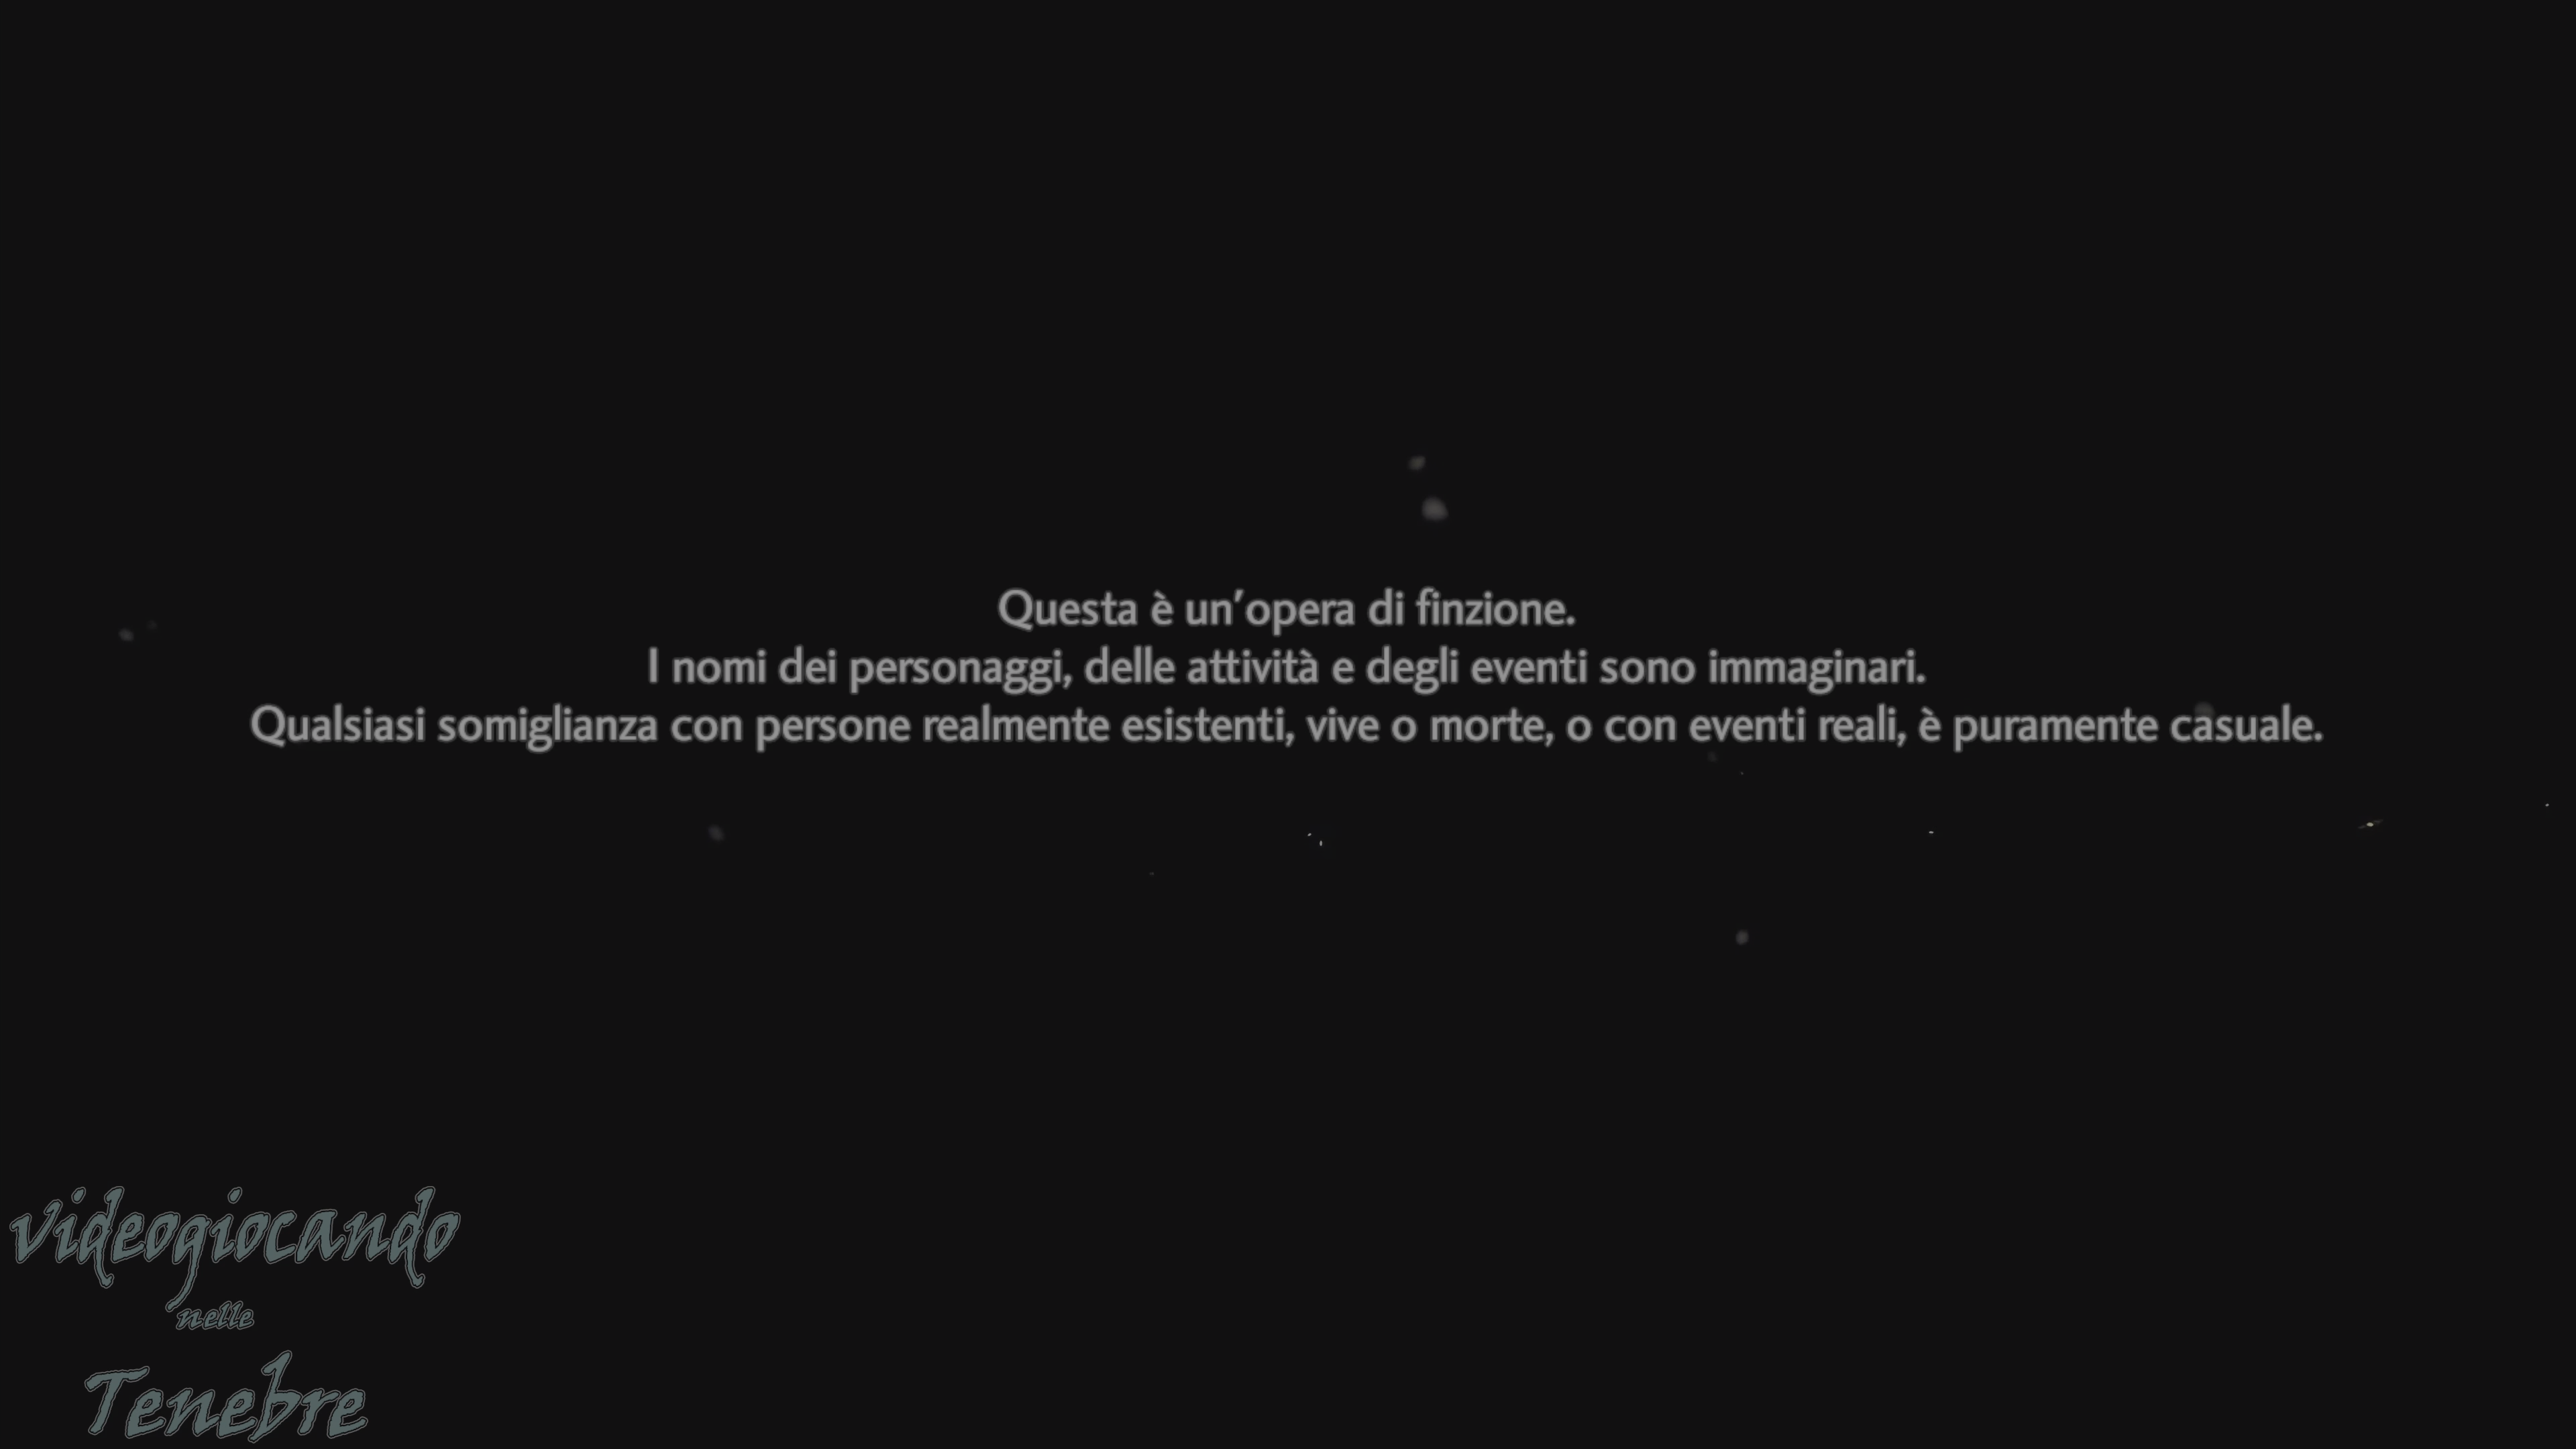 Questa è un'opera di finzione.
I nomi dei personaggi, delle attività e degli eventi sono immaginari.
Qualsiasi somiglianza con persone realmente esistenti, vive o morte, o con eventi reali, è puramente casuale.
videogiocando
nelle
Tenebre